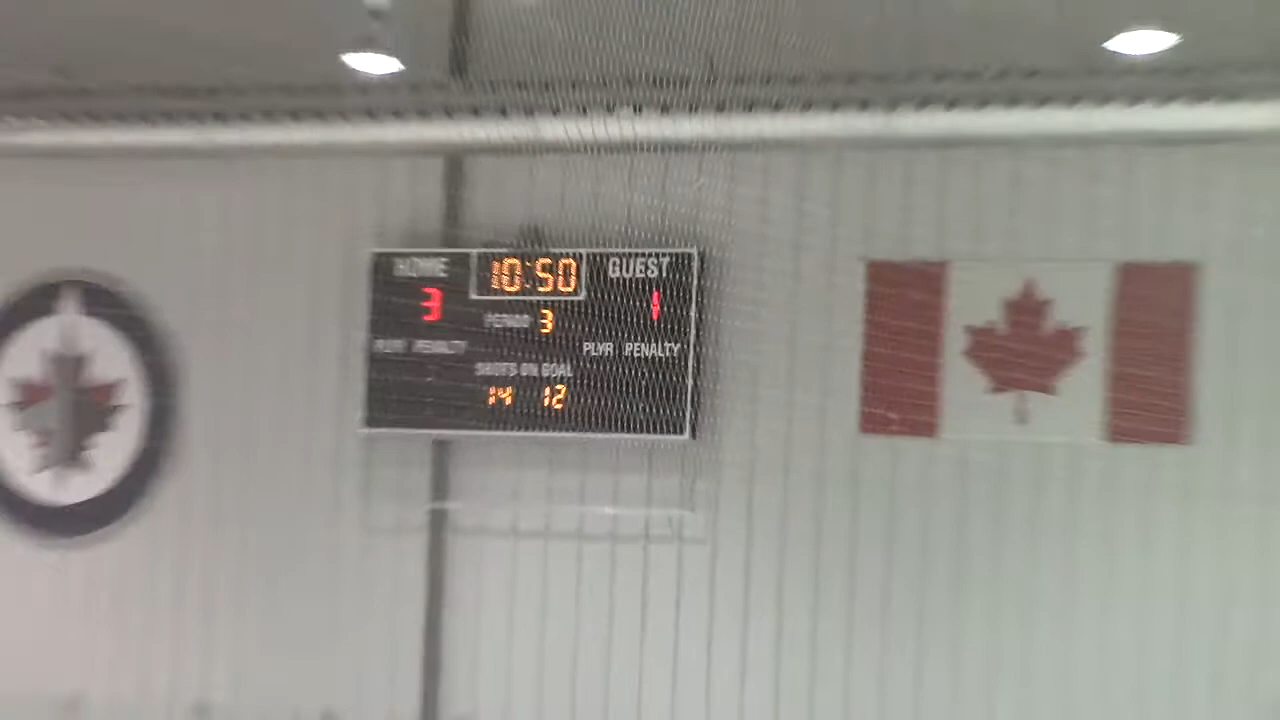 HOME 10:50 GUEST
3 PERIOD 3 1
PLYR PENALTY PLYR PENALTY
SHOTS ON GOAL
14 12